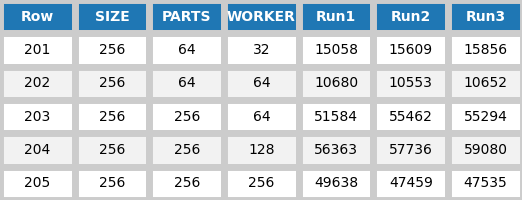 Row SIZE PARTS WORKER Run1 Run2 Run3
201 256 64 32 15058 15609 15856
202 256 64 64 10680 10553 10652
203 256 256 64 51584 55462 55294
204 256 256 128 56363 57736 59080
205 256 256 256 49638 47459 47535